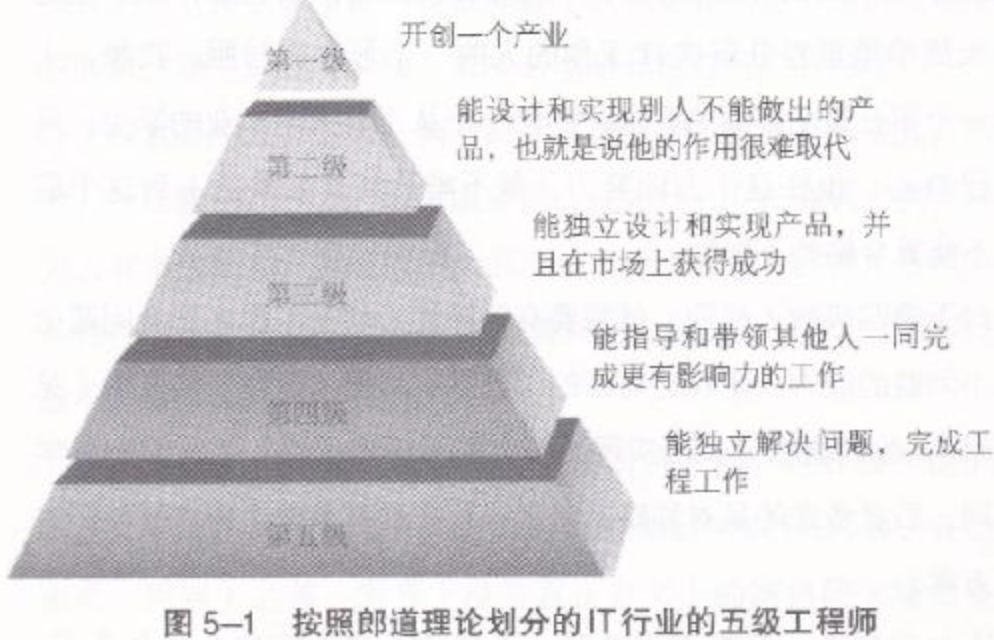 第一级
开创一个产业
能设计和实现别人不能做出的产
品，也就是说他的作用很难取代
第二级
能独立设计和实现产品，并
且在市场上获得成功
第三级
能指导和带领其他人一同完
成更有影响力的工作
第四级
能独立解决问题，完成工
程工作
第五级
图 5—1 按照郎道理论划分的IT行业的五级工程师